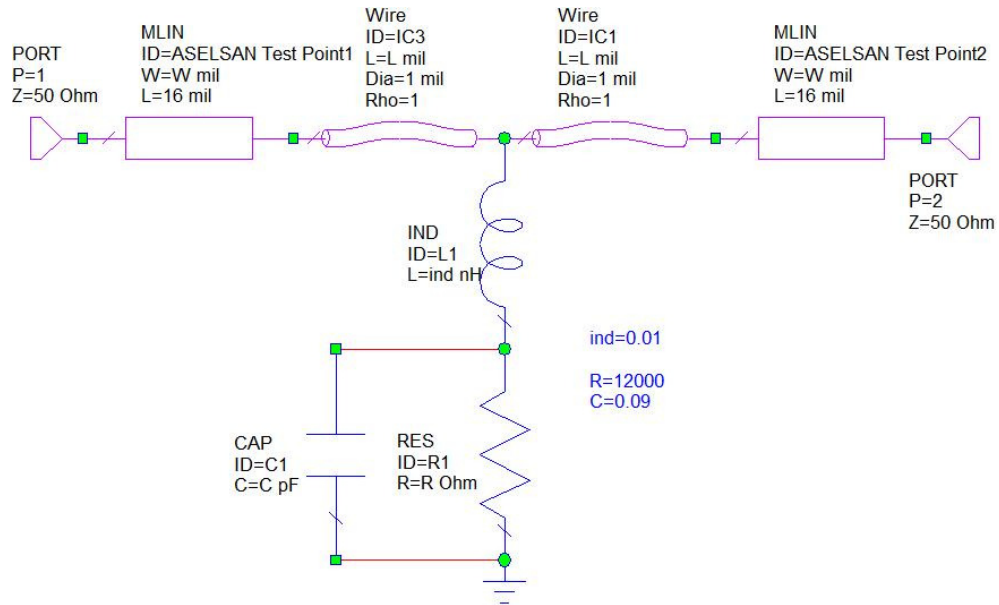 PORT
P=1
Z=50 Ohm
MLIN
ID=ASELSAN Test Point1
W=W mil
L=16 mil
Wire
ID=IC3
L=L mil
Dia=1 mil
Rho=1
Wire
ID=IC1
L=L mil
Dia=1 mil
Rho=1
MLIN
ID=ASELSAN Test Point2
W=W mil
L=16 mil
PORT
P=2
Z=50 Ohm
IND
ID=L1
L=ind nH
ind=0.01
R=12000
C=0.09
CAP
ID=C1
C=C pF
RES
ID=R1
R=R Ohm